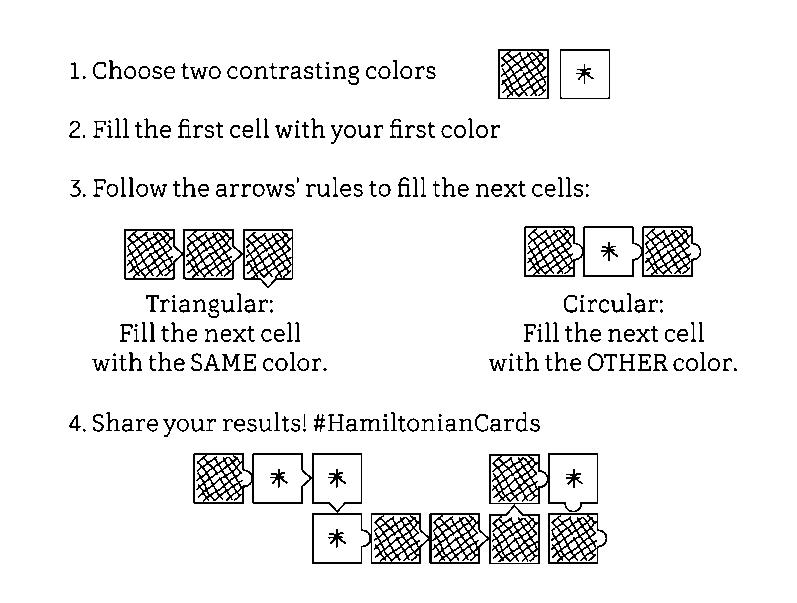 1. Choose two contrasting colors
2. Fill the first cell with your first color
3. Follow the arrows' rules to fill the next cells:
Triangular:
Fill the next cell
with the SAME color.
Circular:
Fill the next cell
with the OTHER color.
4. Share your results! #HamiltonianCards